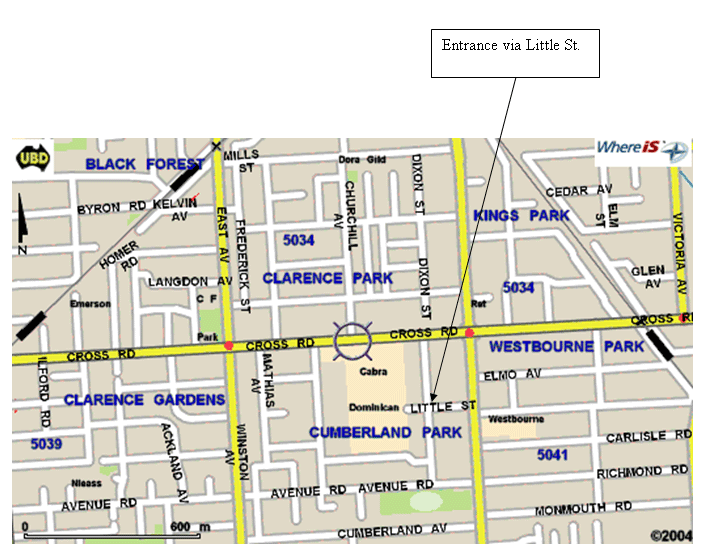 Entrance via Little St.
UBD
Where iS
BLACK FOREST
MILLS
ST
Dora Gild
DIXON ST
CEDAR AV
ELM
ST
BYRON RD
KELVIN
AV
CHURCHILL
AV
KINGS PARK
VICTORIA AV
Z
EAST AV
FREDERICK ST
5034
HOMER
RD
CLARENCE PARK
DIXON ST
GLEN
AV
LANGDON AV
5034
Emerson
C F
Ret
Park
CROSS RD
CROSS RD
CROSS RD
CROSS RD
WESTBOURNE PARK
ILFORD RD
MATHIAS
AV
Cabra
ELMO AV
CLARENCE GARDENS
Dominican
LITTLE ST
Westbourne
CUMBERLAND PARK
5039
ACKLAND AV
WINSTON
AV
CARLISLE RD
5041
RICHMOND RD
AVENUE RD
AVENUE RD
AVENUE RD
MONMOUTH RD
0
600 m
CUMBERLAND AV
©2004